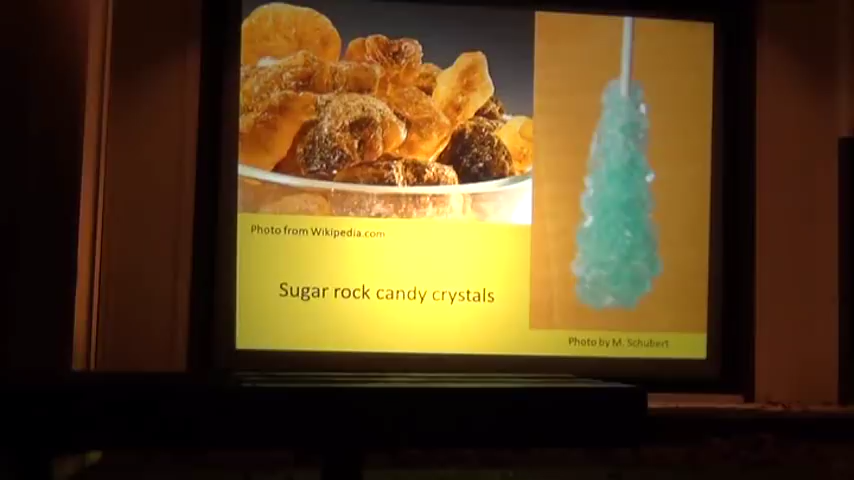 Photo from Wikipedia.com
Sugar rock candy crystals
Photo by M. Schubert